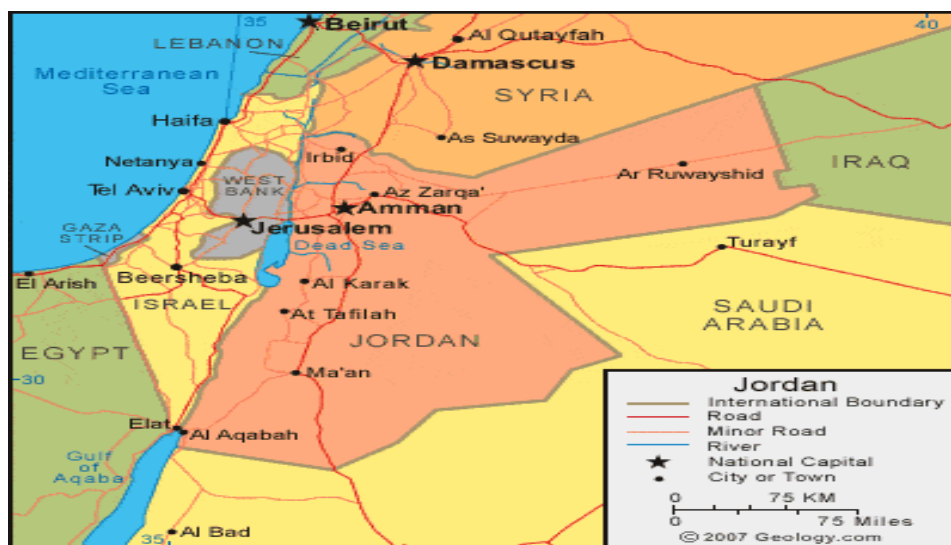 35
40
Beirut
Al Qutayfah
LEBANON
Damascus
Mediterranean
Sea
SYRIA
Haifa
As Suwayda
Irbid
Netanya
Ar Ruwayshid
IRAQ
WEST
BANK
Tel Aviv
Az Zarqa'
Amman
Jerusalem
GAZA
STRIP
Dead Sea
Turayf
El Arish
Beersheba
Al Karak
ISRAEL
At Tafilah
SAUDI
ARABIA
JORDAN
EGYPT
Ma'an
30
Elat
Al Aqabah
Gulf
of
Aqaba
Al Bad
35
Jordan
International Boundary
Road
Minor Road
River
National Capital
City or Town
0 75 KM
0 75 Miles
© 2007 Geology.com